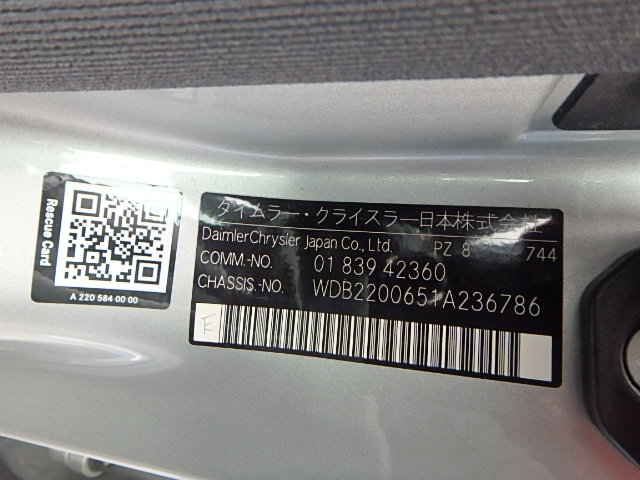 Rescue Card
A 220 584 00 00
ダイムラー・クライスラー日本株式会社
DaimlerChrysler Japan Co., Ltd. PZ 8 744
COMM.-NO. 01 839 42360
CHASSIS.-NO. WDB2200651A236786
E